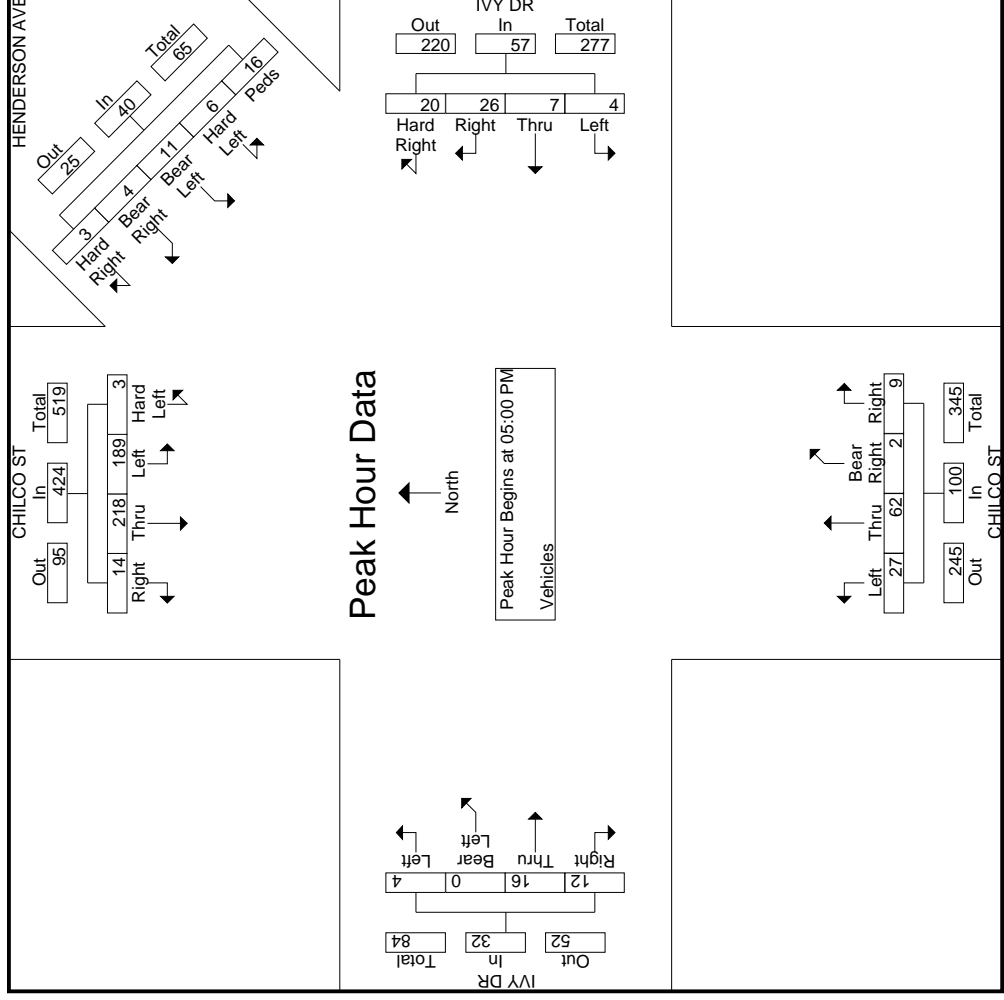 HENDERSON AVE
Out
25
In
40
Total
65
3
4
11
6
16
Hard Right
Bear Right
Bear Left
Hard Left
Peds
IVY DR
Out
In
Total
220
57
277
20
26
7
4
Hard Right
Right
Thru
Left
CHILCO ST
Out
In
Total
95
424
519
14
218
189
3
Right
Thru
Left
Hard Left
Peak Hour Data
North
Peak Hour Begins at 05:00 PM
Vehicles
Left
Thru
Bear Right
Right
27
62
2
9
245
100
345
Out
In
Total
CHILCO ST
Left
Bear Left
Thru
Right
4
0
16
12
84
32
52
Total
In
Out
IVY DR